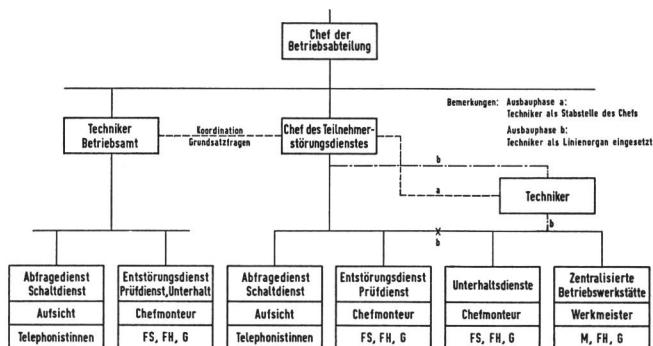 Chef der
Betriebsabteilung
Bemerkungen: Ausbauphase a:
Techniker als Stabstelle des Chefs
Ausbauphase b:
Techniker als Linienorgan eingesetzt
Techniker
Betriebsamt
Koordination
Grundsatzfragen
Chef des Teilnehmer-
störungsdienstes
b
a
Techniker
b
x
b
Abfragedienst
Schaltdienst
Aufsicht
Telephonistinnen
Entstörungsdienst
Prüfdienst,Unterhalt
Chefmonteur
FS, FH, G
Abfragedienst
Schaltdienst
Aufsicht
Telephonistinnen
Entstörungsdienst
Prüfdienst
Chefmonteur
FS, FH, G
Unterhaltsdienste
Chefmonteur
FS, FH, G
Zentralisierte
Betriebswerkstätte
Werkmeister
M, FH, G